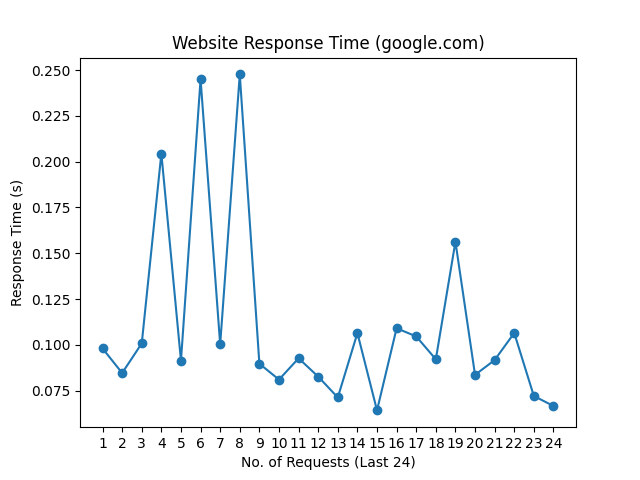 Website Response Time (google.com)
0.250
0.225
0.200
0.175
0.150
0.125
0.100
0.075
Response Time (s)
1 2 3 4 5 6 7 8 9 10 11 12 13 14 15 16 17 18 19 20 21 22 23 24
No. of Requests (Last 24)